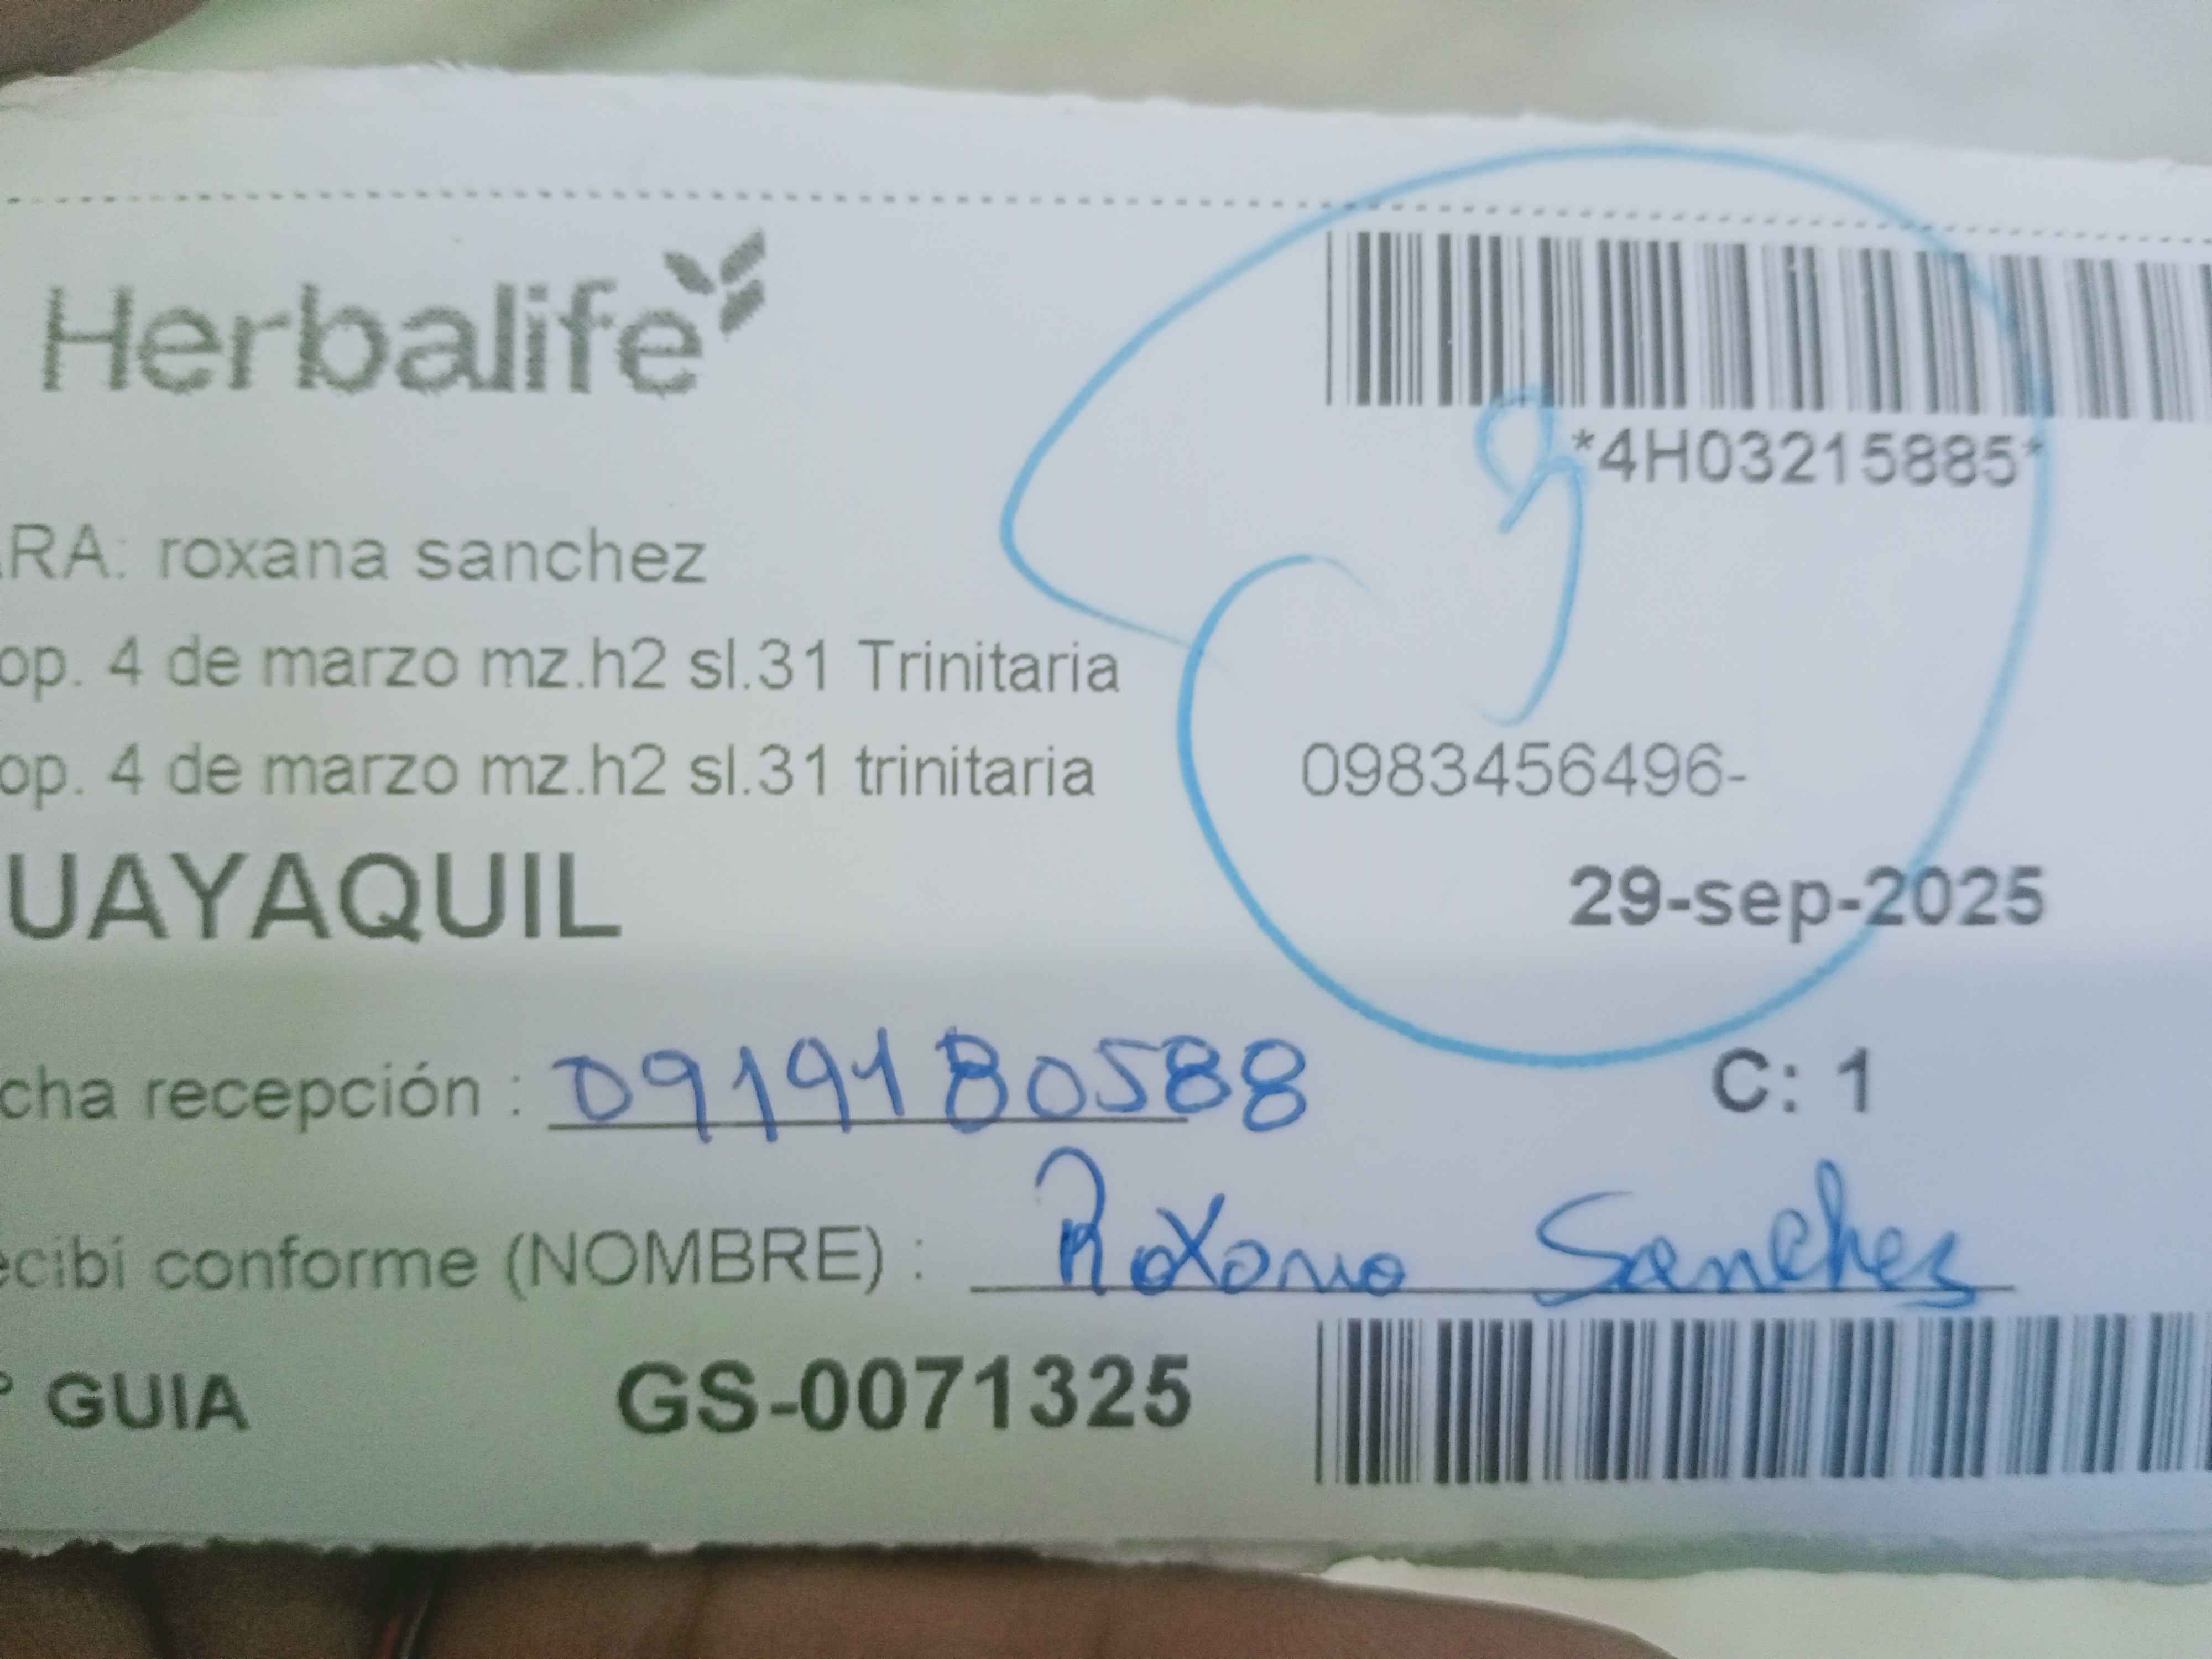 Herbalife
*4H03215885*
RA: roxana sanchez
op. 4 de marzo mz.h2 sl.31 Trinitaria
op. 4 de marzo mz.h2 sl.31 trinitaria 0983456496-
UAYAQUIL
29-sep-2025
cha recepción : 0919180588
C: 1
ecibí conforme (NOMBRE) : Roxana Sanchez
° GUIA GS-0071325